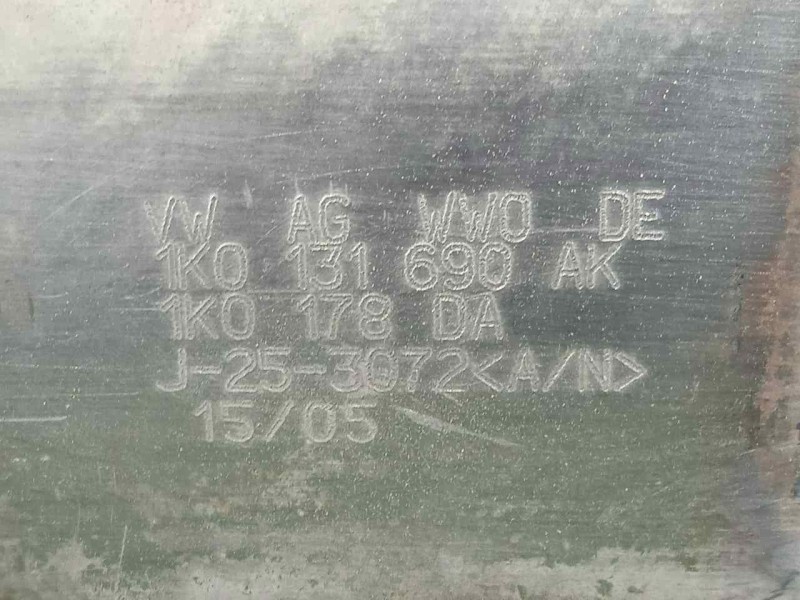 VW AG WWO DE
1K0 131 690 AK
1K0 178 DA
J-25-3072<A/N>
15/05